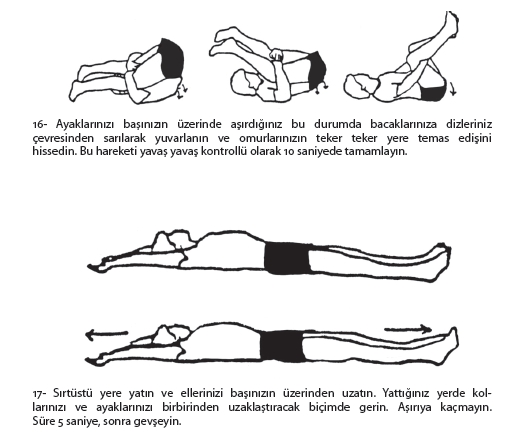 16- Ayaklarınızı başınızın üzerinde aşırdığınız bu durumda bacaklarınıza dizleriniz
çevresinden sarılarak yuvarlanın ve omurlarınızın teker teker yere temas edişini
hissedin. Bu hareketi yavaş yavaş kontrollü olarak 10 saniyede tamamlayın.
17- Sırtüstü yere yatın ve ellerinizi başınızın üzerinden uzatın. Yattığınız yerde kol-
larınızı ve ayaklarınızı birbirinden uzaklaştıracak biçimde gerin. Aşırıya kaçmayın.
Süre 5 saniye, sonra gevşeyin.